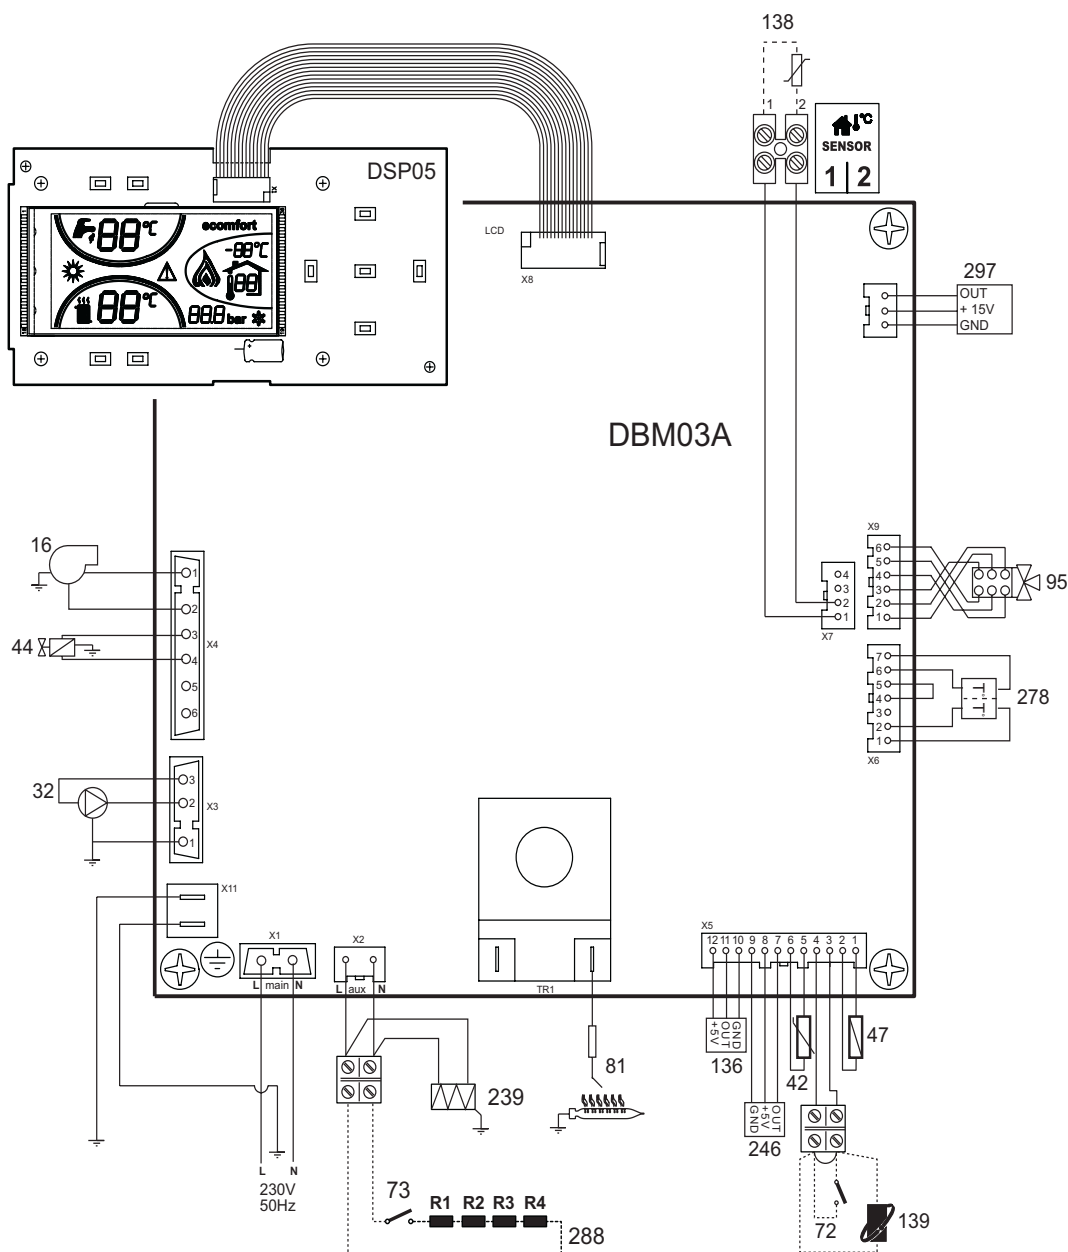 138
1 2
°C
SENSOR
1 2
DSP05
LCD
X8
88°C
ecomfort
-88°C
88
88°C
88.8 bar
297
OUT
+ 15V
GND
DBM03A
16
1
2
3
4
5
6
X4
44
X9
6
5
4
3
2
1
95
4
3
2
1
X7
7
6
5
4
3
2
1
X6
278
32
3
2
1
X3
X11
X1
L main N
X2
L aux N
TR1
X5
12 11 10 9 8 7 6 5 4 3 2 1
+5V
OUT
GND
136
42
47
81
239
GND
+5V
OUT
246
L N
230V
50Hz
73
R1 R2 R3 R4
288
72
139